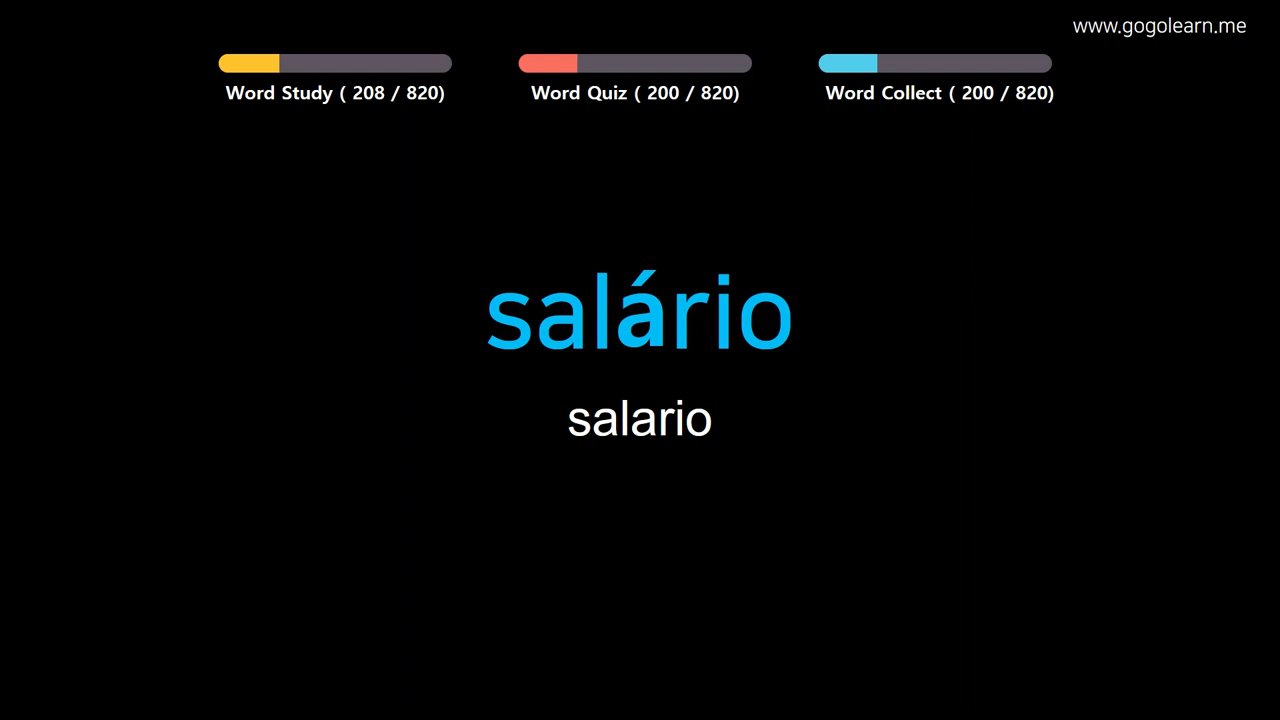 www.gogolearn.me
Word Study ( 208 / 820)
Word Quiz ( 200 / 820)
Word Collect ( 200 / 820)
salário
salario